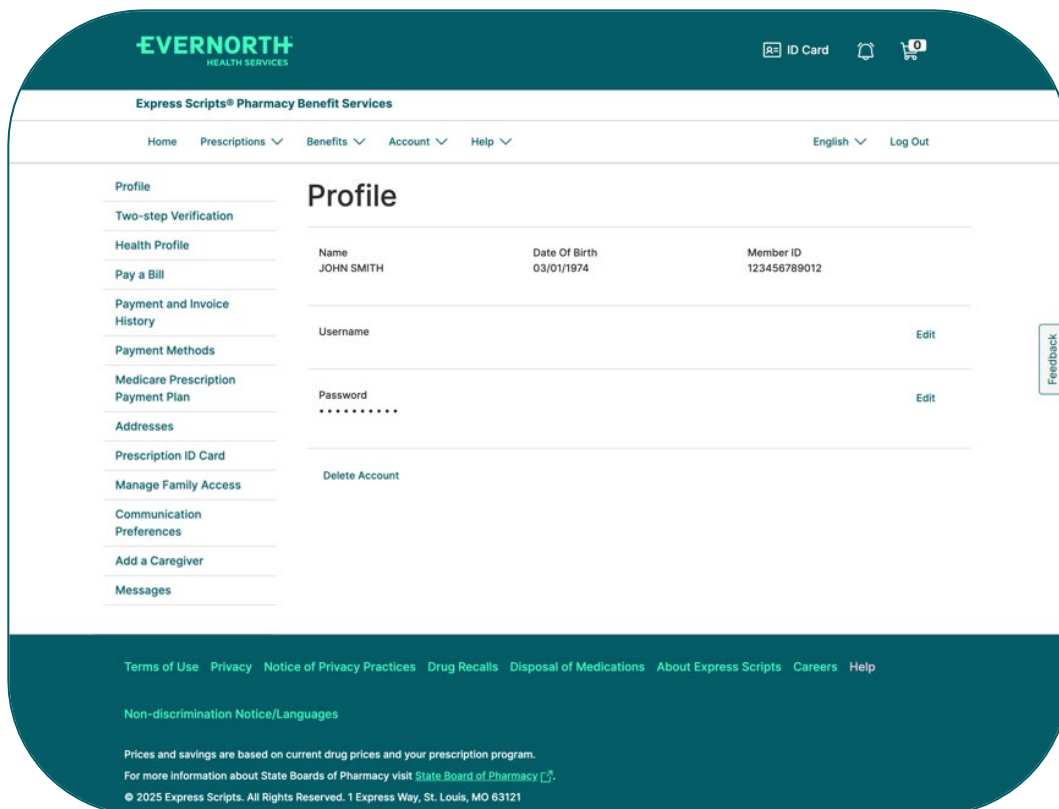 EVERNORTH
HEALTH SERVICES
ID Card
0
Express Scripts® Pharmacy Benefit Services
Home Prescriptions Benefits Account Help English Log Out
Profile
Two-step Verification
Health Profile
Pay a Bill
Payment and Invoice
History
Payment Methods
Medicare Prescription
Payment Plan
Addresses
Prescription ID Card
Manage Family Access
Communication
Preferences
Add a Caregiver
Messages
Profile
Name Date Of Birth Member ID
JOHN SMITH 03/01/1974 123456789012
Username Edit
Password Edit
••••••••••
Delete Account
Feedback
Terms of Use Privacy Notice of Privacy Practices Drug Recalls Disposal of Medications About Express Scripts Careers Help
Non-discrimination Notice/Languages
Prices and savings are based on current drug prices and your prescription program.
For more information about State Boards of Pharmacy visit State Board of Pharmacy.
© 2025 Express Scripts. All Rights Reserved. 1 Express Way, St. Louis, MO 63121